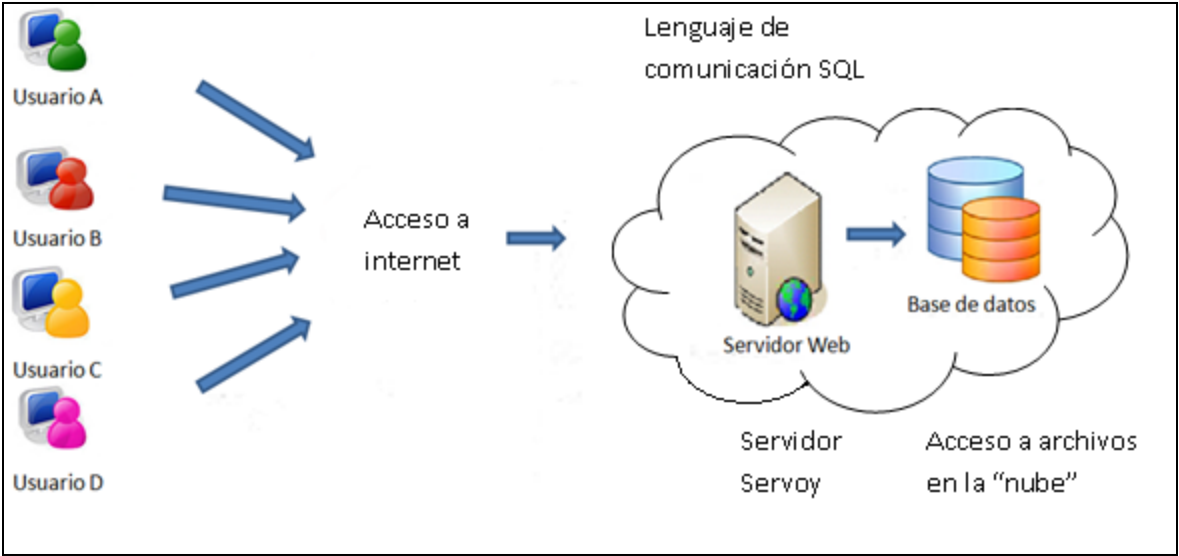 Usuario A
Usuario B
Usuario C
Usuario D
Acceso a
internet
Lenguaje de
comunicación SQL
Servidor Web
Base de datos
Servidor
Servoy
Acceso a archivos
en la “nube”